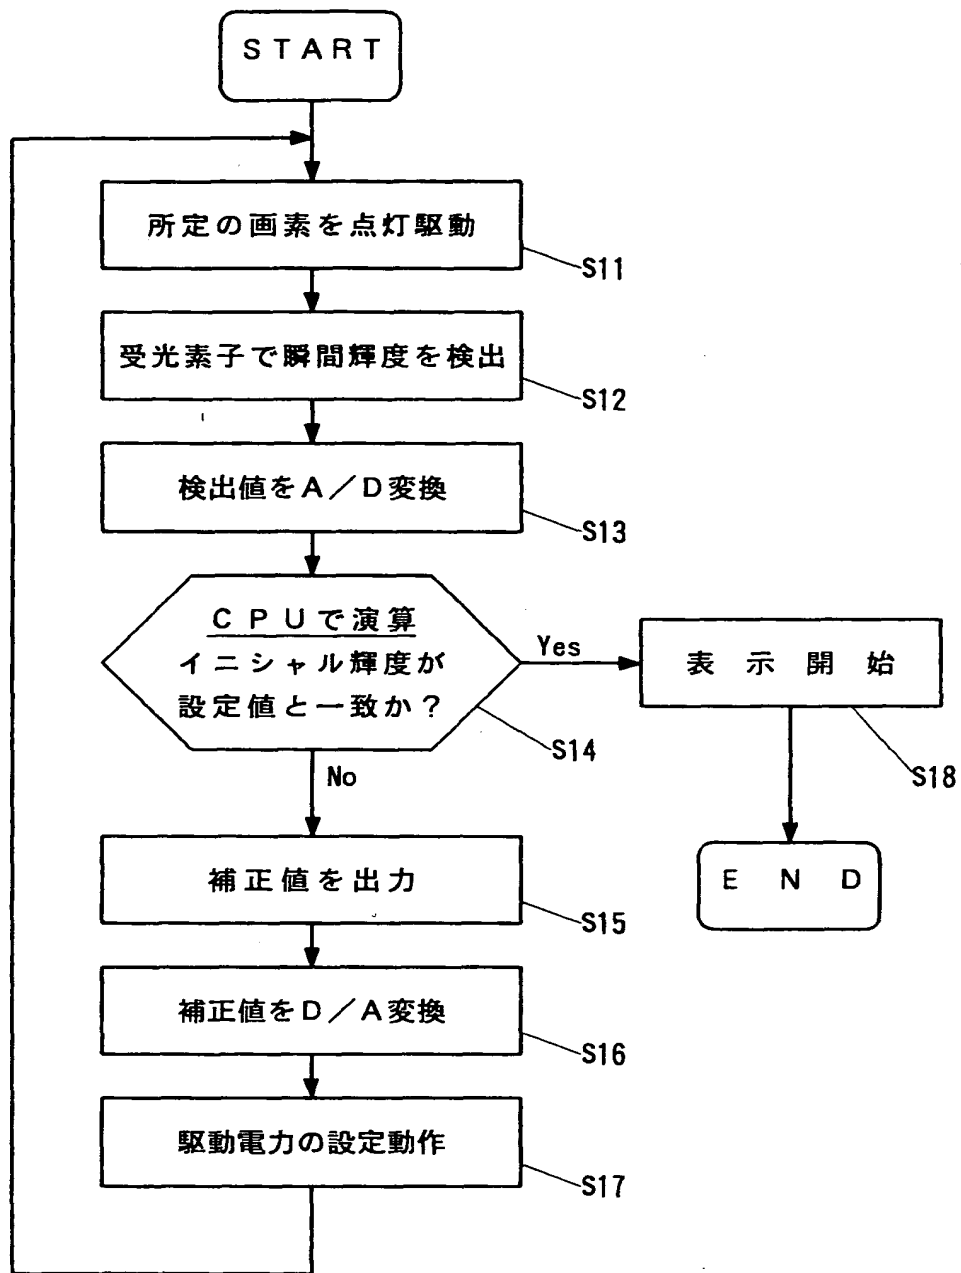 ＳＴＡＲＴ
所定の画素を点灯駆動
S11
受光素子で瞬間輝度を検出
S12
検出値をＡ／Ｄ変換
S13
ＣＰＵで演算
イニシャル輝度が
設定値と一致か？
S14
Yes
表示開始
S18
ＥＮＤ
No
補正値を出力
S15
補正値をＤ／Ａ変換
S16
駆動電力の設定動作
S17